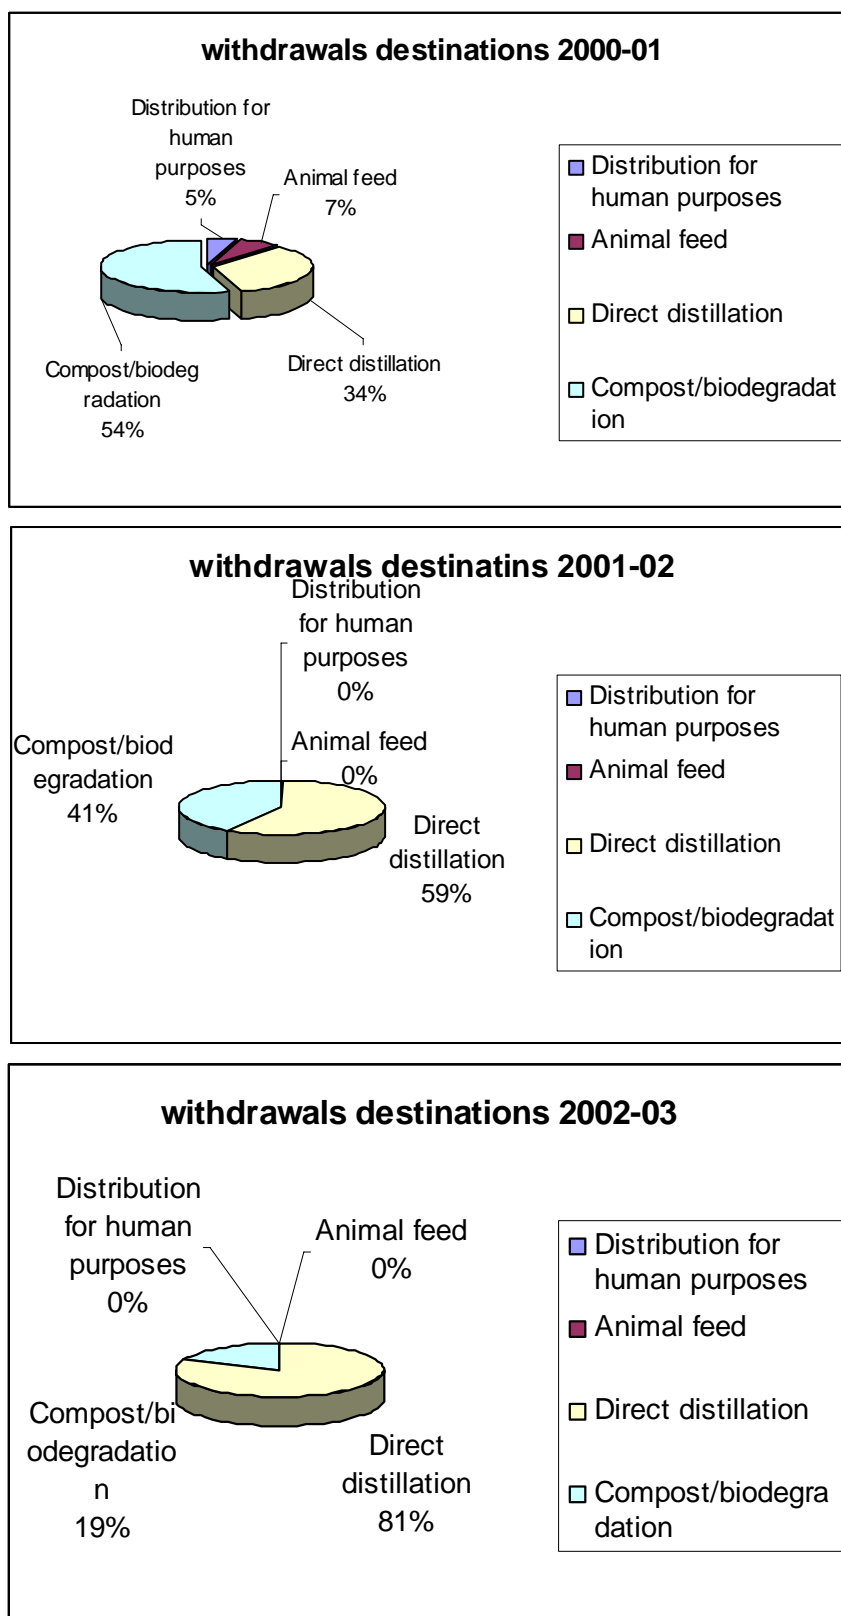 withdrawals destinations 2000-01
Distribution for
human
purposes
5%
Animal feed
7%
Direct distillation
34%
Compost/biodeg
radation
54%
Distribution for
human purposes
Animal feed
Direct distillation
Compost/biodegradat
ion
withdrawals destinatins 2001-02
Distribution
for human
purposes
0%
Animal feed
0%
Compost/biod
egradation
41%
Direct
distillation
59%
Distribution for
human purposes
Animal feed
Direct distillation
Compost/biodegradat
ion
withdrawals destinations 2002-03
Distribution
for human
purposes
0%
Animal feed
0%
Compost/bi
odegradatio
n
19%
Direct
distillation
81%
Distribution for
human purposes
Animal feed
Direct distillation
Compost/biodegra
dation